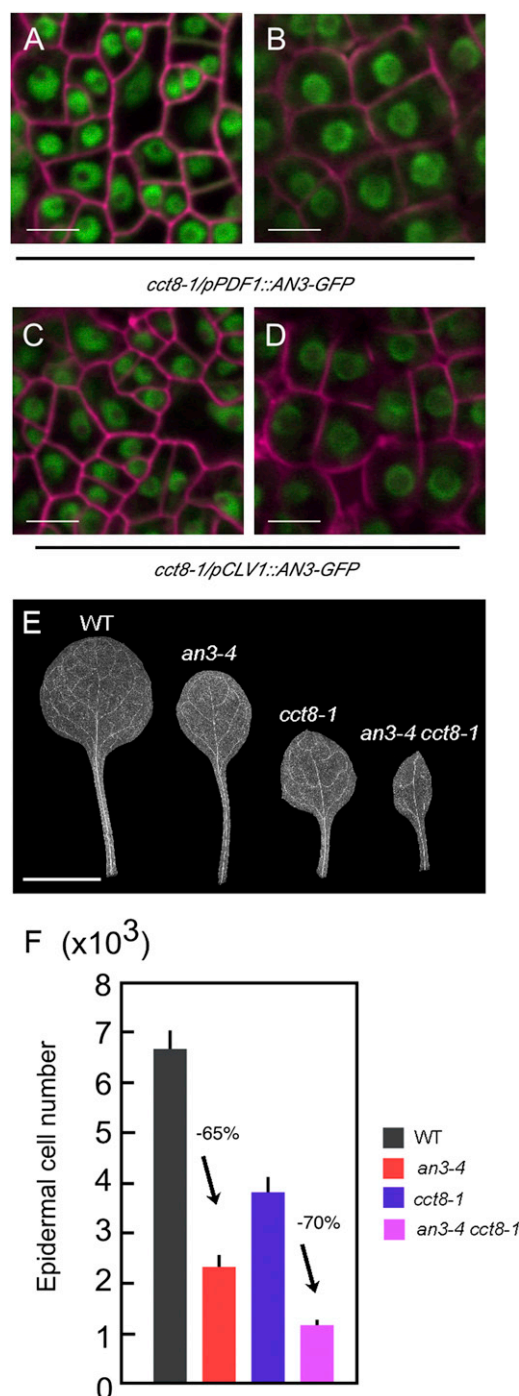 A
B
cct8-1/pPDF1::AN3-GFP
C
D
cct8-1/pCLV1::AN3-GFP
E
WT
an3-4
cct8-1
an3-4 cct8-1
F (x10³)
Epidermal cell number
8
7
6
5
4
3
2
1
0
-65%
-70%
WT
an3-4
cct8-1
an3-4 cct8-1